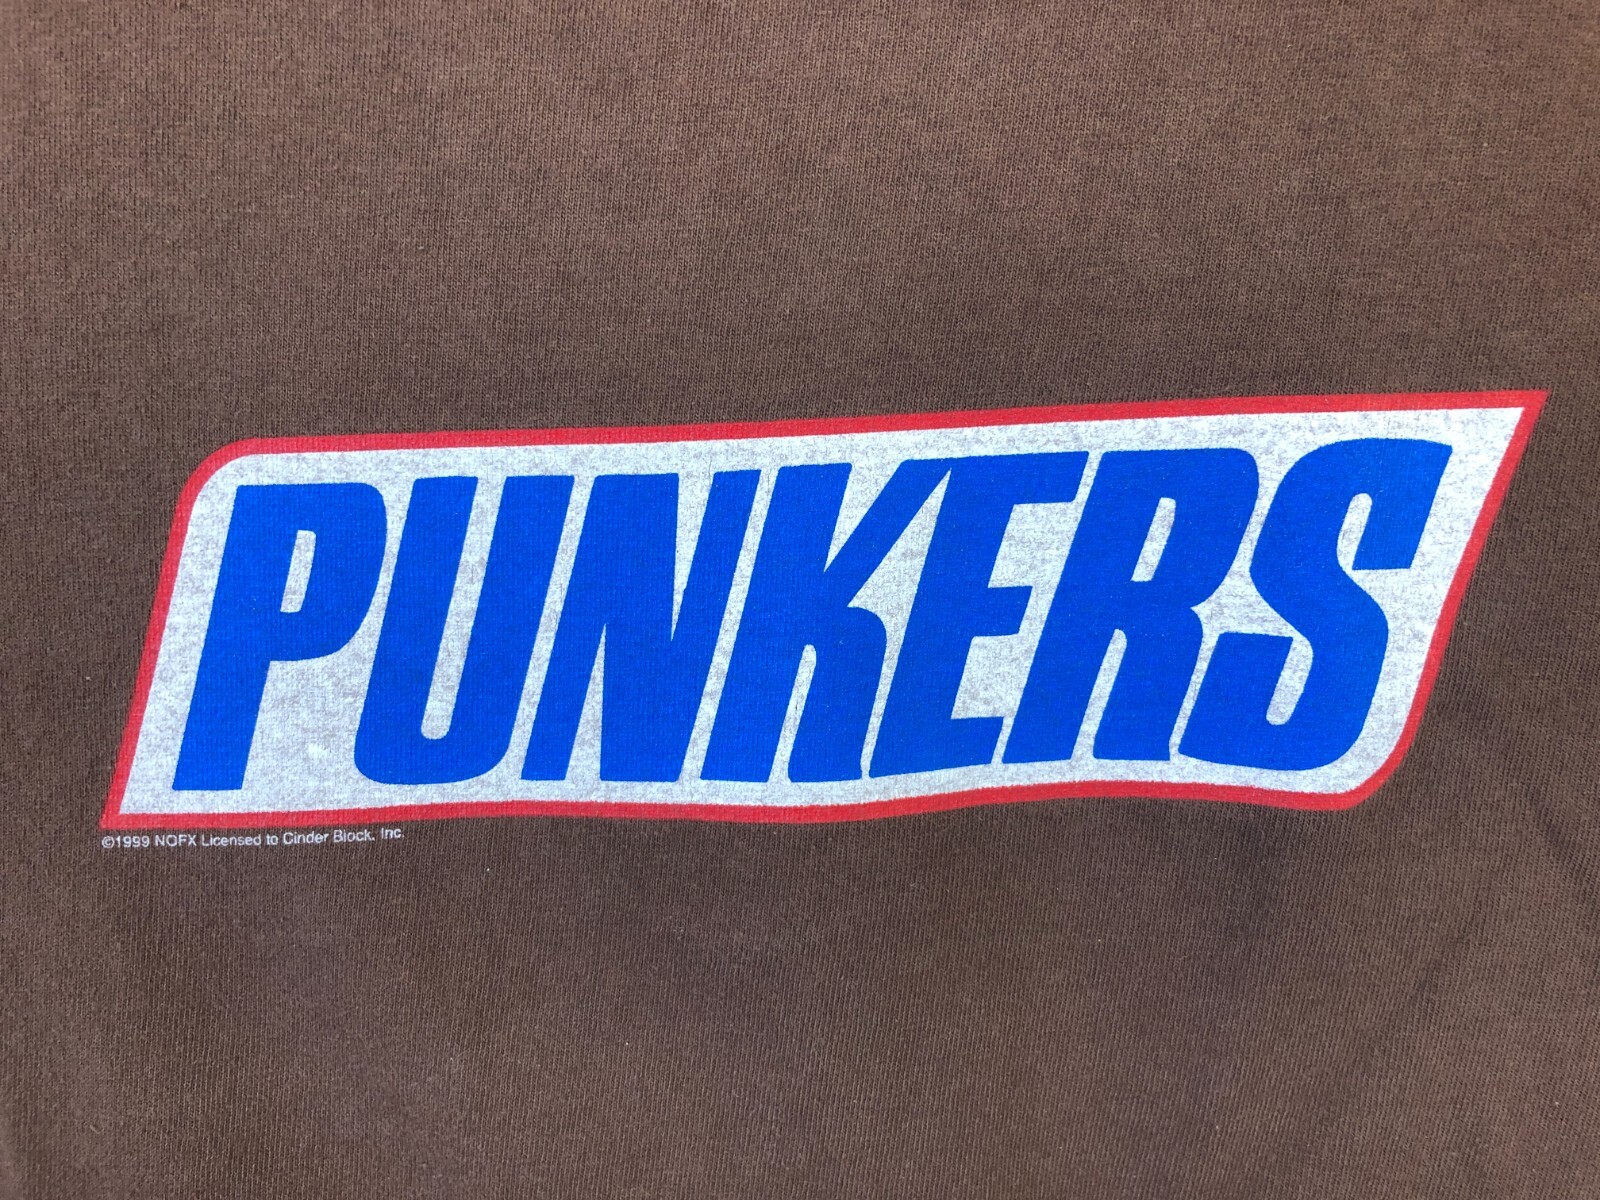 PUNKERS
©1999 NOFX Licensed to Cinder Block, Inc.